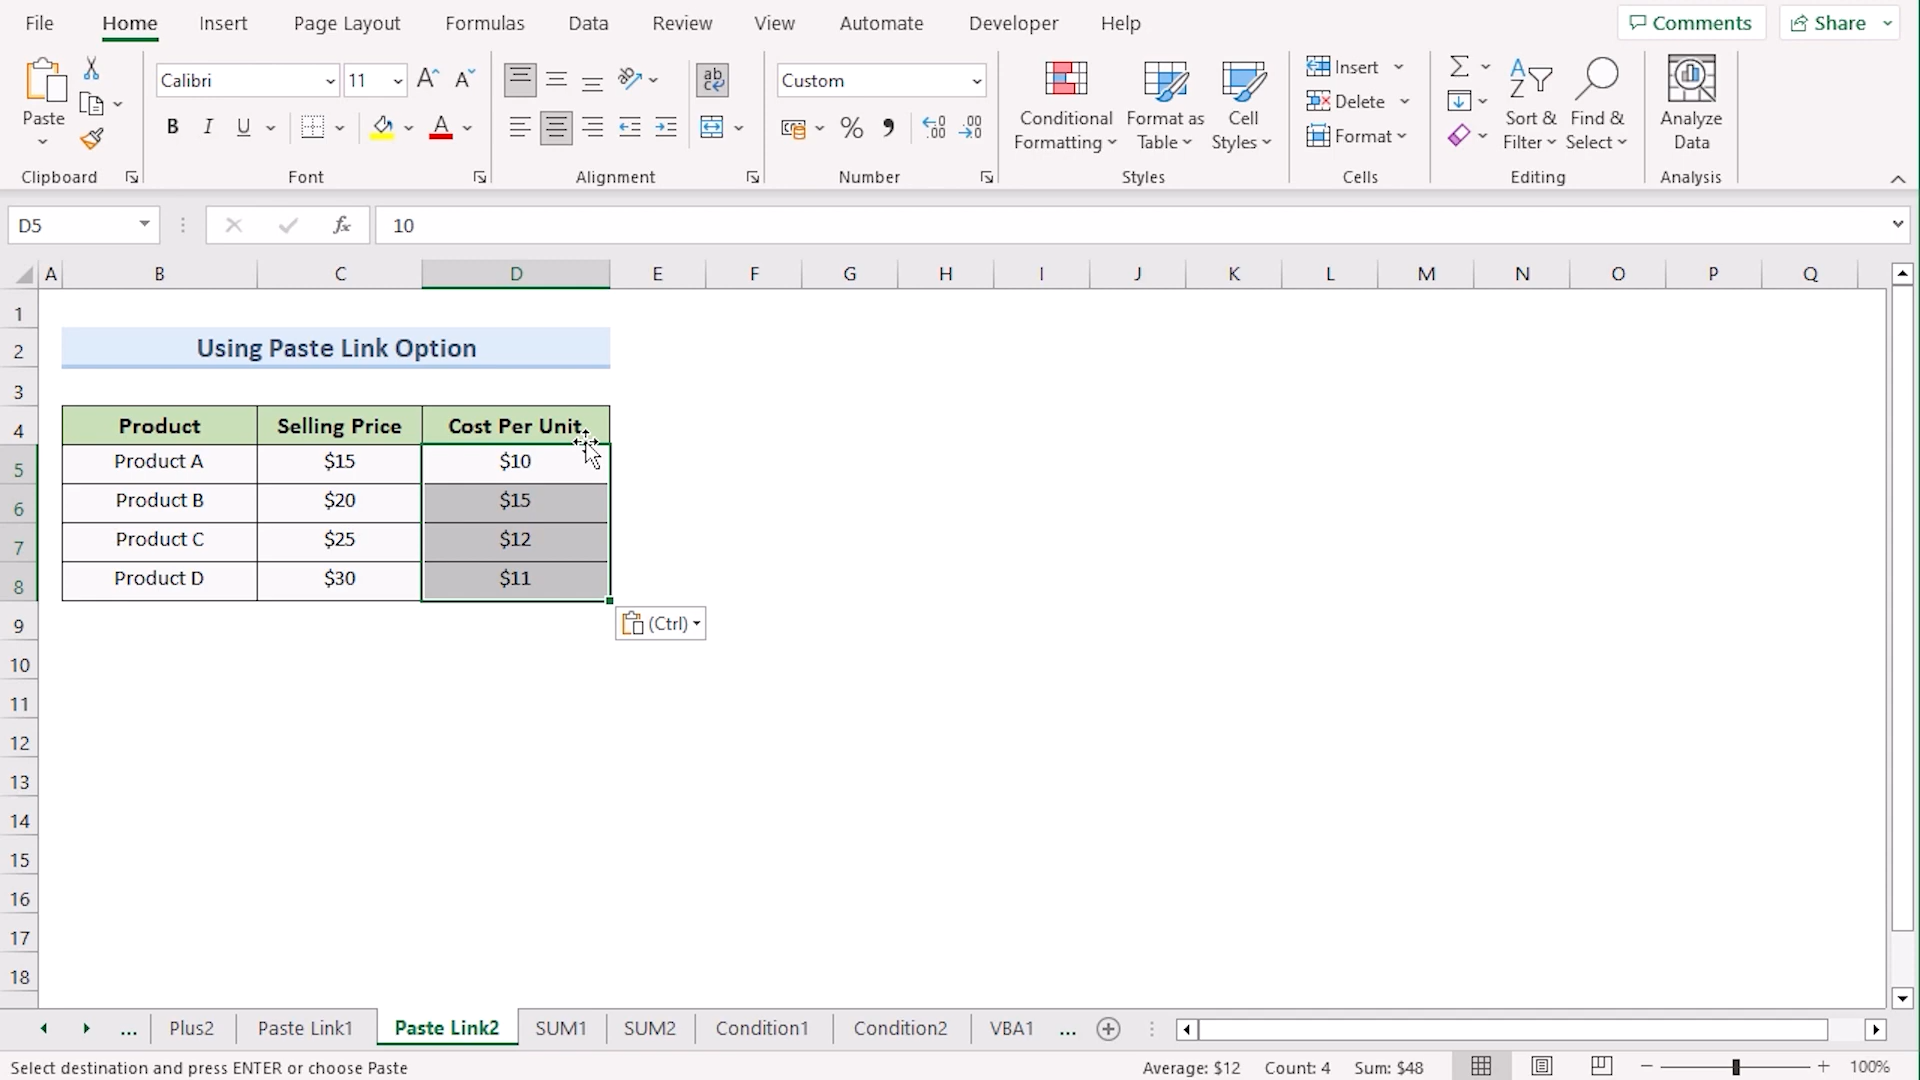 File Home Insert Page Layout Formulas Data Review View Automate Developer Help Comments Share
Paste
Calibri 11 A A ab c Custom
B I U A % 9 .00 .00
Conditional Formatting
Format as Table
Cell Styles
Insert
Delete
Format
Sort & Filter
Find & Select
Analyze Data
Clipboard Font Alignment Number Styles Cells Editing Analysis
D5 fx 10
A B C D E F G H I J K L M N O P Q
1
2 Using Paste Link Option
3
4 Product Selling Price Cost Per Unit
5 Product A $15 $10
6 Product B $20 $15
7 Product C $25 $12
8 Product D $30 $11
9 (Ctrl)
10
11
12
13
14
15
16
17
18
... Plus2 Paste Link1 Paste Link2 SUM1 SUM2 Condition1 Condition2 VBA1 ...
Select destination and press ENTER or choose Paste Average: $12 Count: 4 Sum: $48 100%